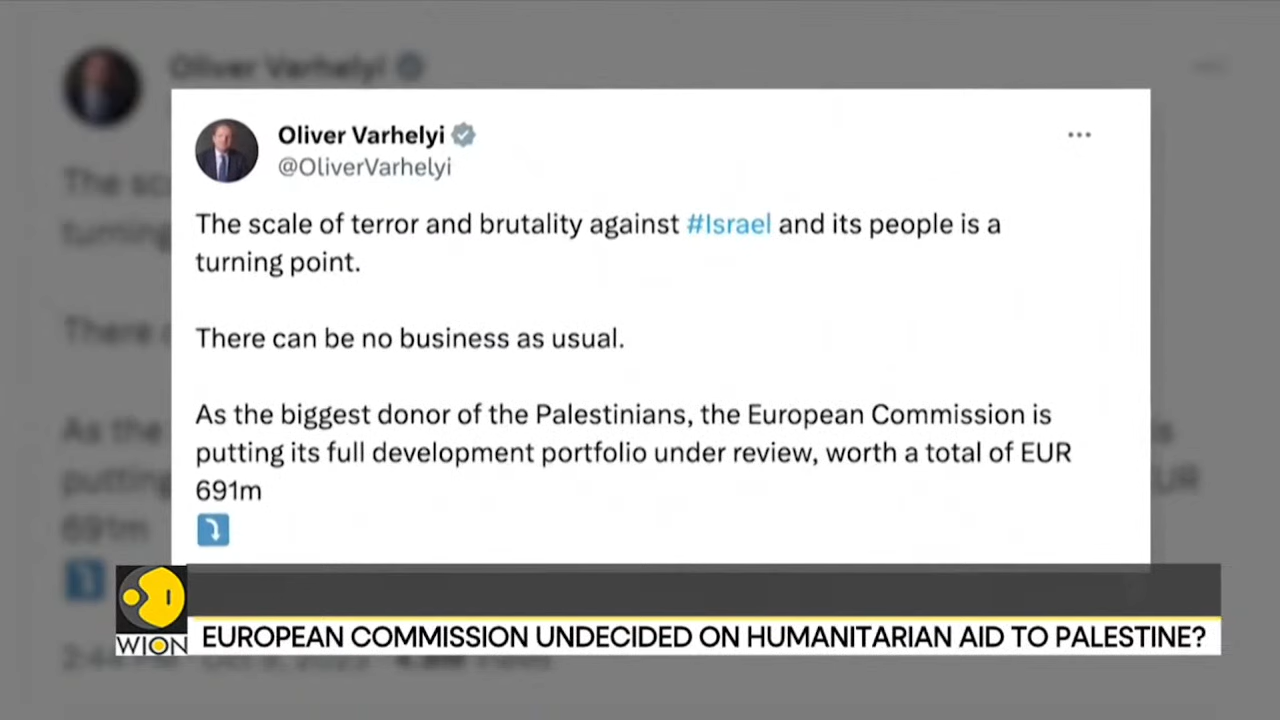 Oliver Varhelyi
@OliverVarhelyi
The scale of terror and brutality against #Israel and its people is a
turning point.
There can be no business as usual.
As the biggest donor of the Palestinians, the European Commission is
putting its full development portfolio under review, worth a total of EUR
691m
WION
EUROPEAN COMMISSION UNDECIDED ON HUMANITARIAN AID TO PALESTINE?